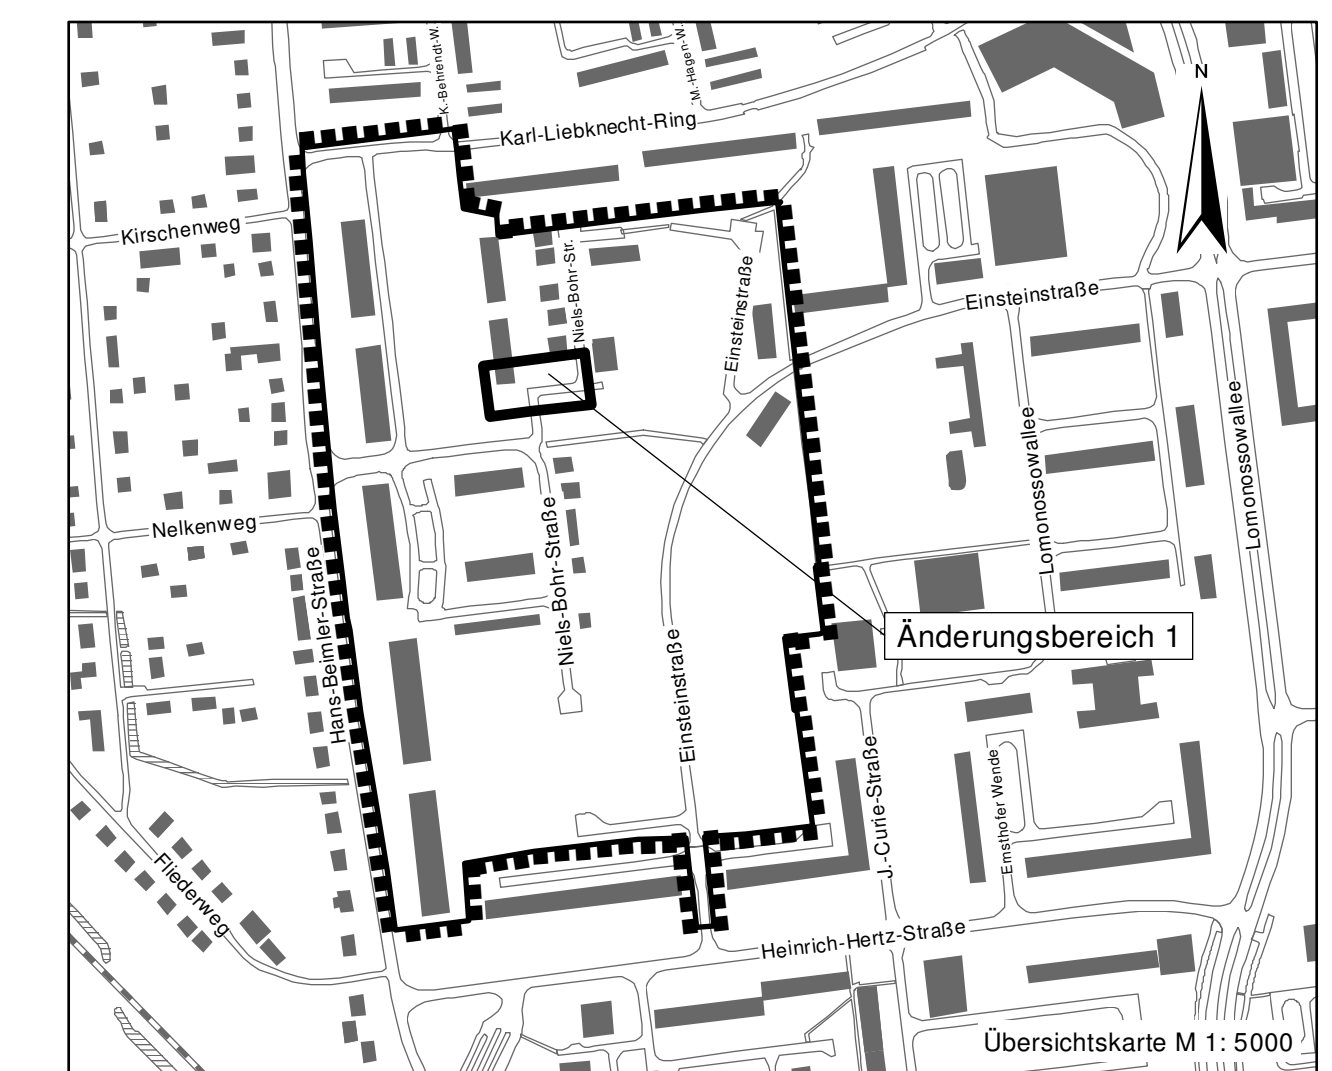 K.-Behrendt-W.
M.-Hagen-W.
N
Karl-Liebknecht-Ring
Kirschenweg
Niels-Bohr-Str.
Einsteinstraße
Einsteinstraße
Lomonossowallee
Lomonossowallee
Nelkenweg
Hans-Beimler-Straße
Niels-Bohr-Straße
Einsteinstraße
Änderungsbereich 1
J.-Curie-Straße
Ernsthofer Wende
Fliederweg
Heinrich-Hertz-Straße
Übersichtskarte M 1: 5000